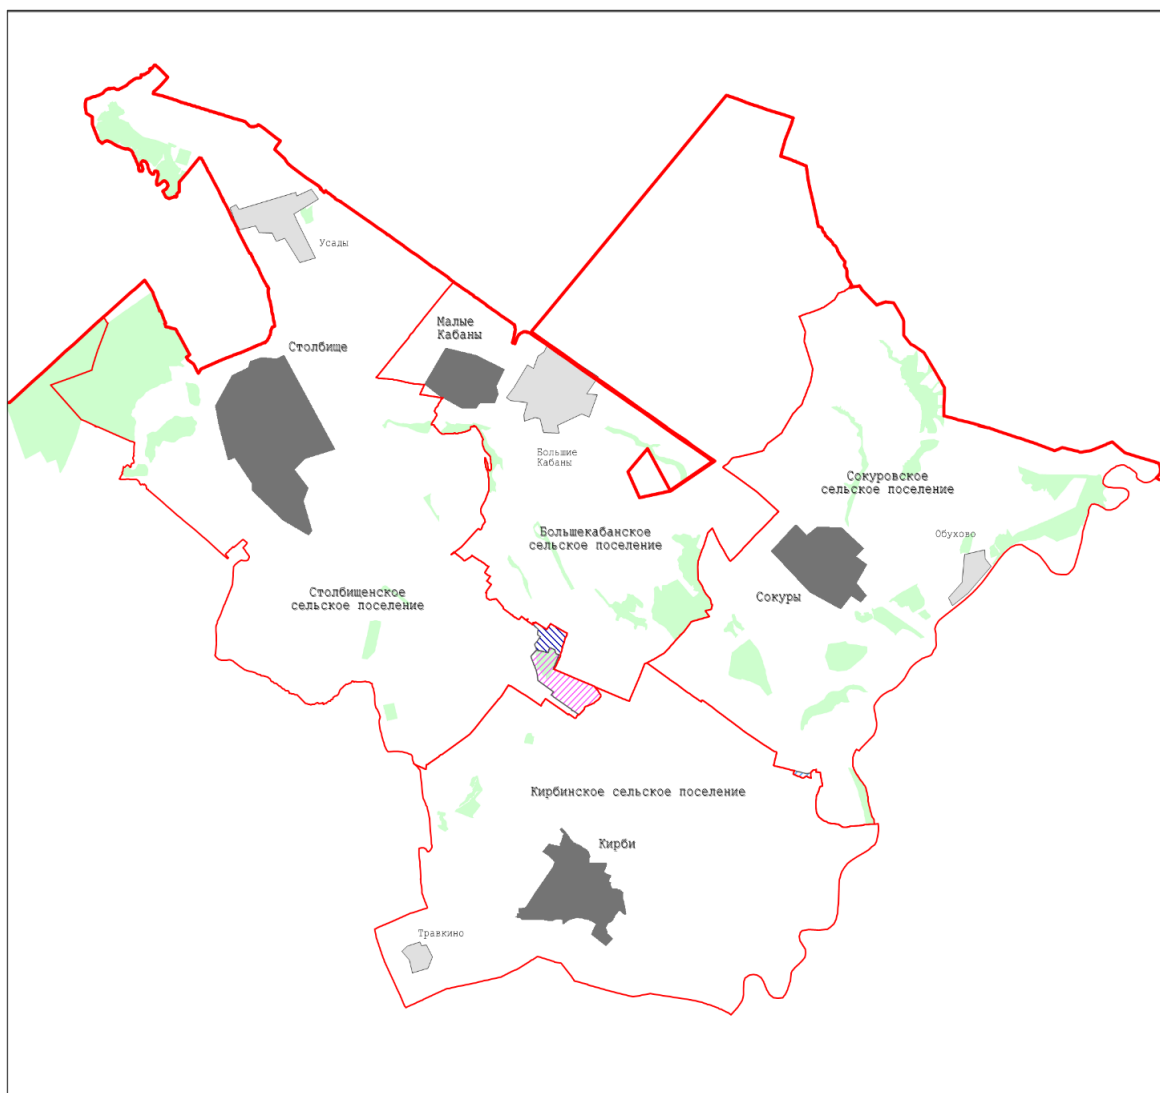 Усады
Малые
Кабаны
Столбище
Большие
Кабаны
Сокуровское
сельское поселение
Большекабанское
сельское поселение
Обухово
Столбищенское
сельское поселение
Сокуры
Кирбинское сельское поселение
Кирби
Травкино